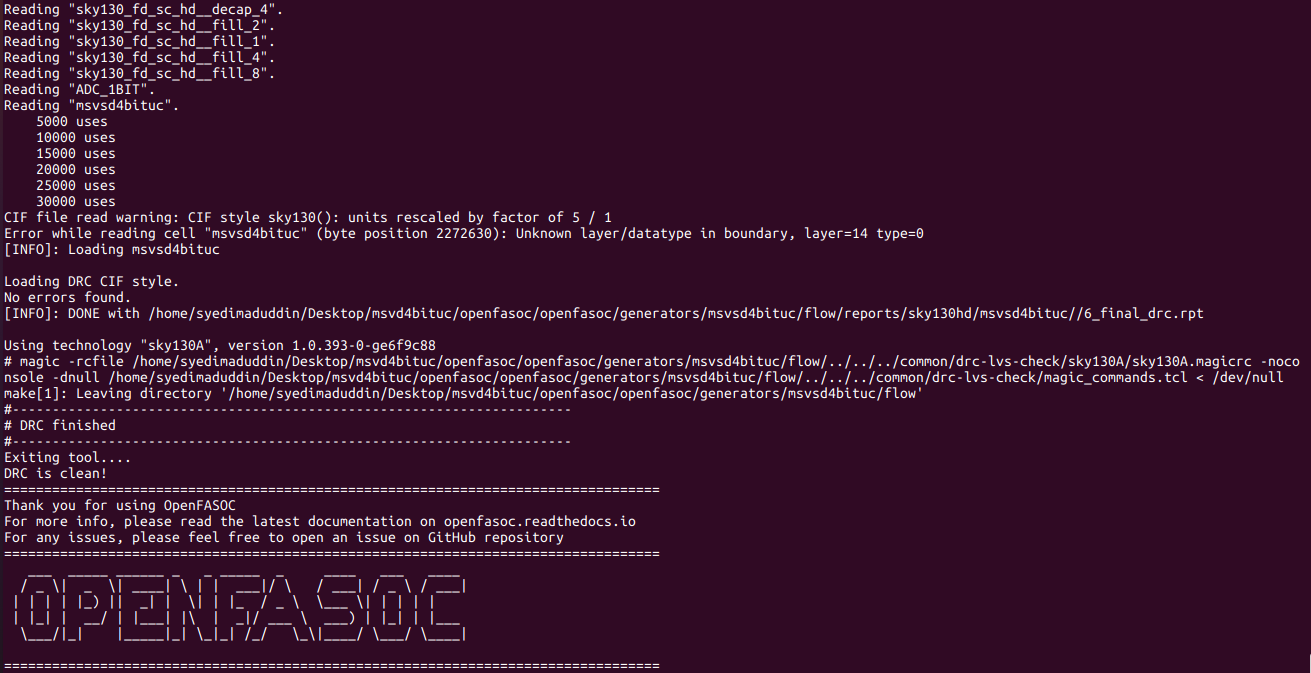 Reading "sky130_fd_sc_hd__decap_4".
Reading "sky130_fd_sc_hd__fill_2".
Reading "sky130_fd_sc_hd__fill_1".
Reading "sky130_fd_sc_hd__fill_4".
Reading "sky130_fd_sc_hd__fill_8".
Reading "ADC_1BIT".
Reading "msvsd4bituc".
    5000 uses
    10000 uses
    15000 uses
    20000 uses
    25000 uses
    30000 uses
CIF file read warning: CIF style sky130(): units rescaled by factor of 5 / 1
Error while reading cell "msvsd4bituc" (byte position 2272630): Unknown layer/datatype in boundary, layer=14 type=0
[INFO]: Loading msvsd4bituc

Loading DRC CIF style.
No errors found.
[INFO]: DONE with /home/syedimaduddin/Desktop/msvd4bituc/openfasoc/openfasoc/generators/msvsd4bituc/flow/reports/sky130hd/msvsd4bituc//6_final_drc.rpt

Using technology "sky130A", version 1.0.393-0-ge6f9c88
# magic -rcfile /home/syedimaduddin/Desktop/msvd4bituc/openfasoc/openfasoc/generators/msvsd4bituc/flow/../../../common/drc-lvs-check/sky130A/sky130A.magicrc -noco
nsole -dnull /home/syedimaduddin/Desktop/msvd4bituc/openfasoc/openfasoc/generators/msvsd4bituc/flow/../../../common/drc-lvs-check/magic_commands.tcl < /dev/null
make[1]: Leaving directory '/home/syedimaduddin/Desktop/msvd4bituc/openfasoc/openfasoc/generators/msvsd4bituc/flow'
#----------------------------------------------------------------------
# DRC finished
#----------------------------------------------------------------------
Exiting tool....
DRC is clean!
==================================================================================
Thank you for using OpenFASOC
For more info, please read the latest documentation on openfasoc.readthedocs.io
For any issues, please feel free to open an issue on GitHub repository
==================================================================================
OPENFASOC
==================================================================================